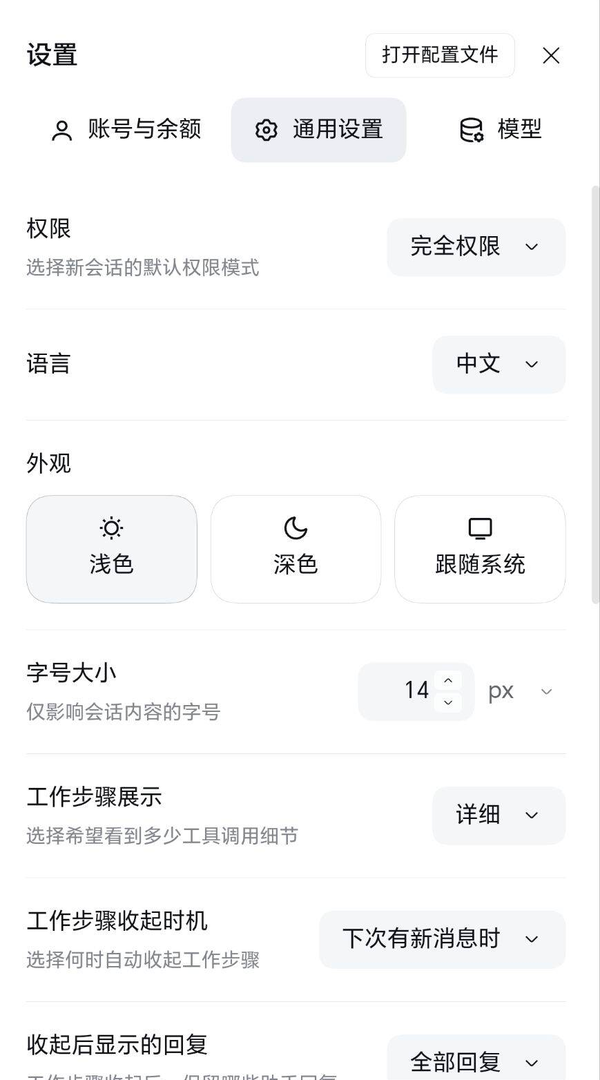 设置
打开配置文件
账号与余额
通用设置
模型
权限
完全权限
选择新会话的默认权限模式
语言
中文
外观
浅色
深色
跟随系统
字号大小
14
px
仅影响会话内容的字号
工作步骤展示
详细
选择希望看到多少工具调用细节
工作步骤收起时机
下次有新消息时
选择何时自动收起工作步骤
收起后显示的回复
全部回复